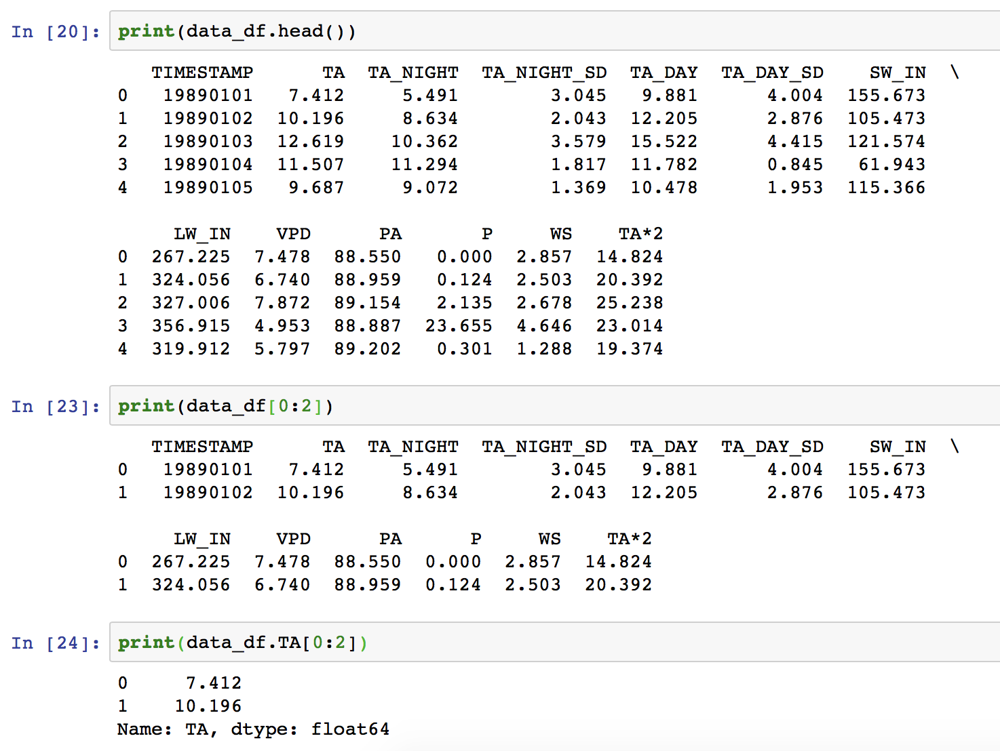 In [20]: print(data_df.head())
TIMESTAMP TA TA_NIGHT TA_NIGHT_SD TA_DAY TA_DAY_SD SW_IN \
0 19890101 7.412 5.491 3.045 9.881 4.004 155.673
1 19890102 10.196 8.634 2.043 12.205 2.876 105.473
2 19890103 12.619 10.362 3.579 15.522 4.415 121.574
3 19890104 11.507 11.294 1.817 11.782 0.845 61.943
4 19890105 9.687 9.072 1.369 10.478 1.953 115.366
LW_IN VPD PA P WS TA*2
0 267.225 7.478 88.550 0.000 2.857 14.824
1 324.056 6.740 88.959 0.124 2.503 20.392
2 327.006 7.872 89.154 2.135 2.678 25.238
3 356.915 4.953 88.887 23.655 4.646 23.014
4 319.912 5.797 89.202 0.301 1.288 19.374
In [23]: print(data_df[0:2])
TIMESTAMP TA TA_NIGHT TA_NIGHT_SD TA_DAY TA_DAY_SD SW_IN \
0 19890101 7.412 5.491 3.045 9.881 4.004 155.673
1 19890102 10.196 8.634 2.043 12.205 2.876 105.473
LW_IN VPD PA P WS TA*2
0 267.225 7.478 88.550 0.000 2.857 14.824
1 324.056 6.740 88.959 0.124 2.503 20.392
In [24]: print(data_df.TA[0:2])
0 7.412
1 10.196
Name: TA, dtype: float64